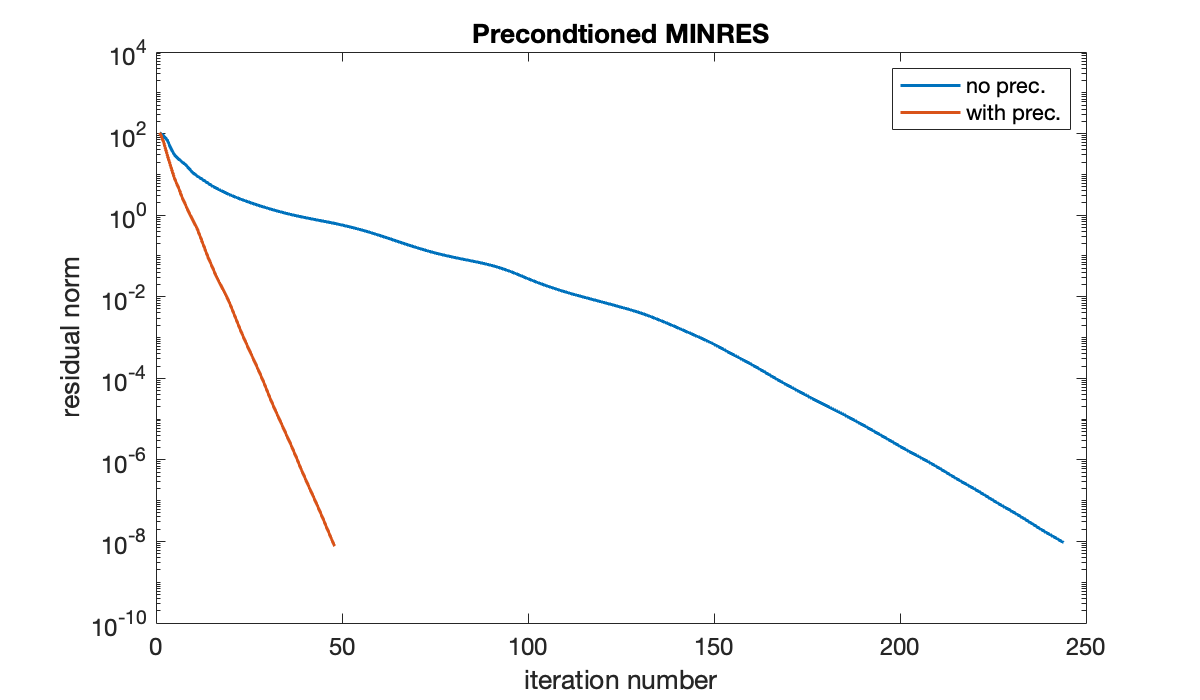 Precondtioned MINRES
10^4
10^2
10^0
10^-2
10^-4
10^-6
10^-8
10^-10
residual norm
no prec.
with prec.
0
50
100
150
200
250
iteration number